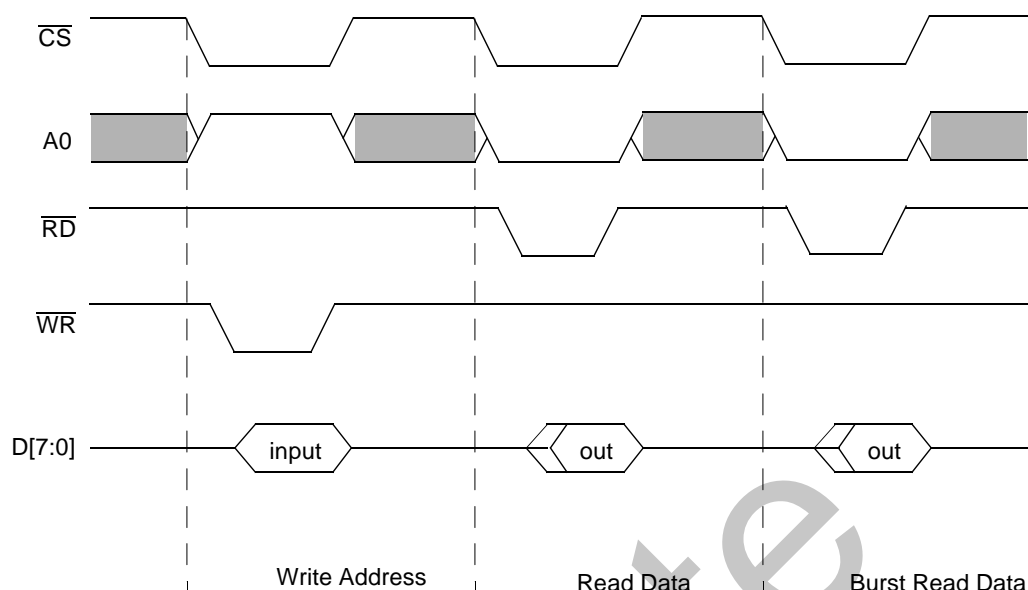 CS
A0
RD
WR
D[7:0]
input
out
out
Write Address
Read Data
Burst Read Data